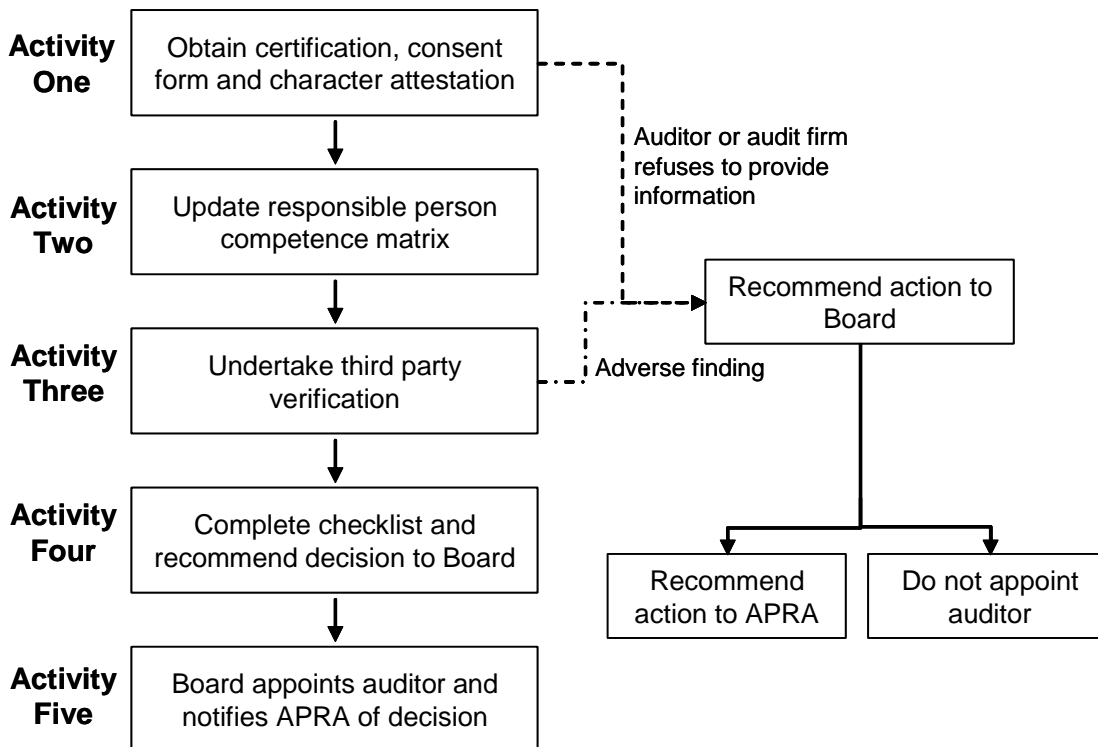 Activity
One
Obtain certification, consent
form and character attestation
Auditor or audit firm
refuses to provide
information
Activity
Two
Update responsible person
competence matrix
Recommend action to
Board
Activity
Three
Undertake third party
verification
Adverse finding
Activity
Four
Complete checklist and
recommend decision to Board
Recommend
action to APRA
Do not appoint
auditor
Activity
Five
Board appoints auditor and
notifies APRA of decision